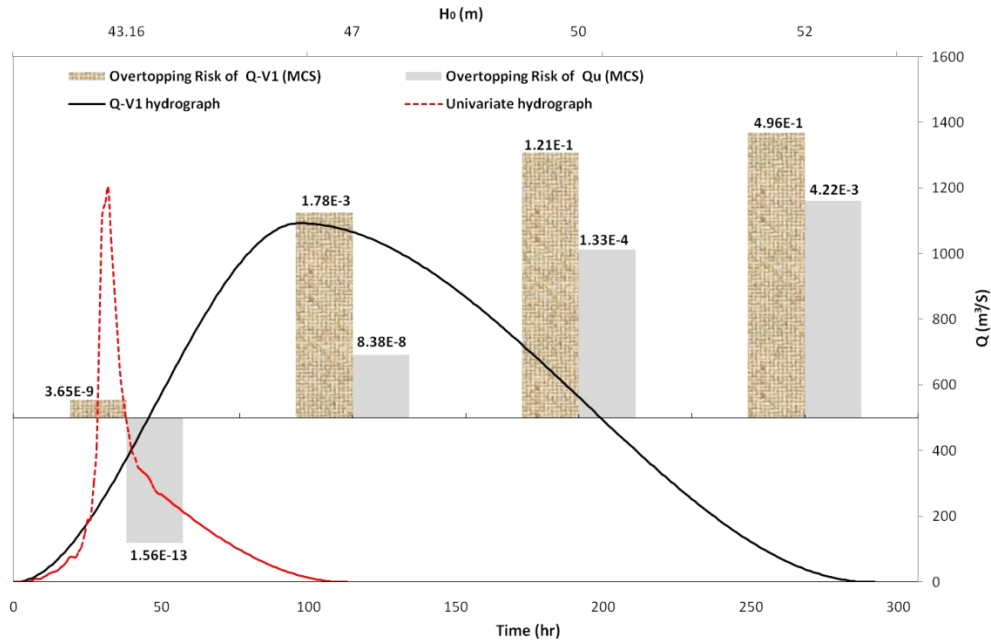 H₀ (m)
43.16 47 50 52
Overtopping Risk of Q-V1 (MCS) Overtopping Risk of Qu (MCS)
Q-V1 hydrograph Univariate hydrograph
1600
1400
1200
1000
800
600
400
200
0
Q (m³/S)
4.96E-1
1.21E-1
4.22E-3
1.78E-3
1.33E-4
8.38E-8
3.65E-9
1.56E-13
0 50 100 150 200 250 300
Time (hr)